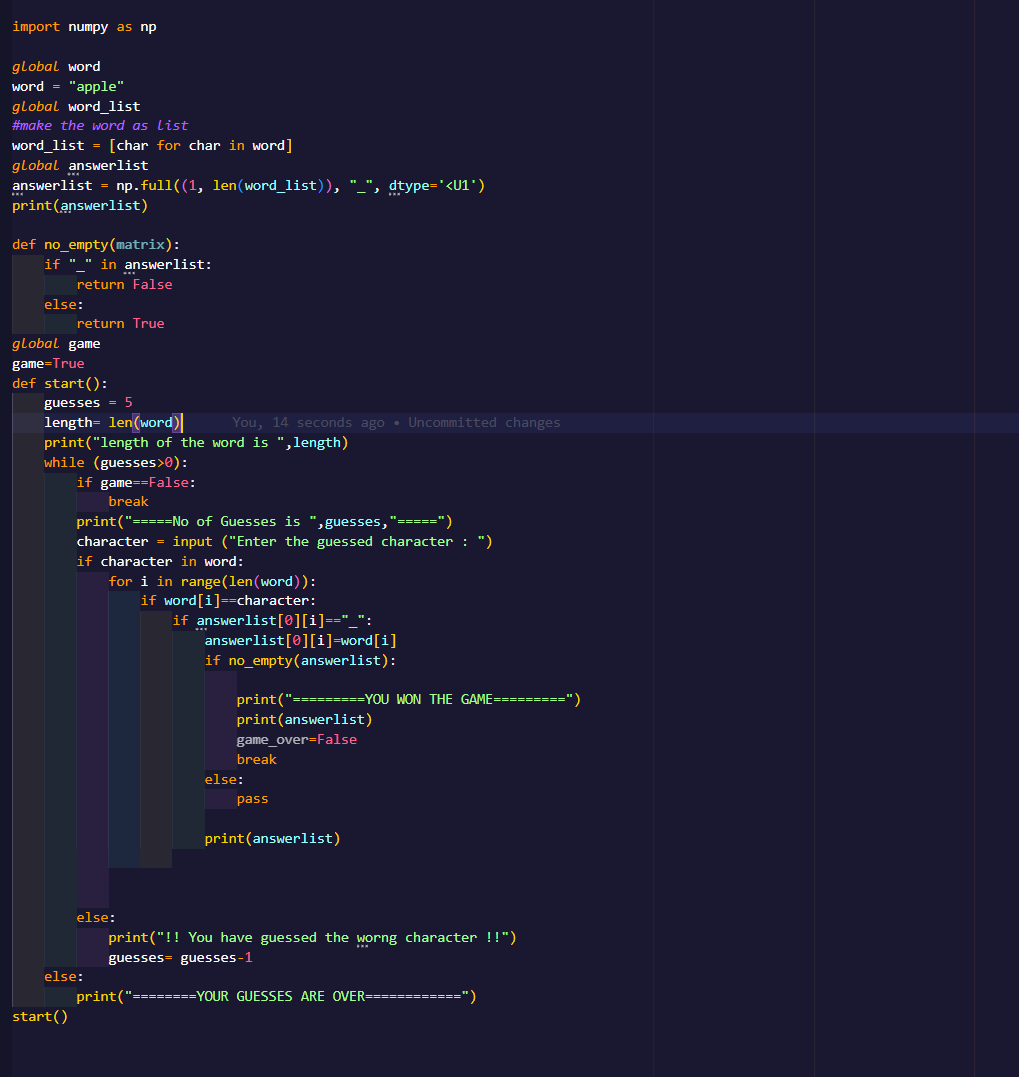 import numpy as np
global word
word = "apple"
global word_list
#make the word as list
word_list = [char for char in word]
global answerlist
answerlist = np.full((1, len(word_list)), "_", dtype='<U1')
print(answerlist)
def no_empty(matrix):
    if "_" in answerlist:
        return False
    else:
        return True
global game
game=True
def start():
    guesses = 5
    length= len(word)      You, 14 seconds ago • Uncommitted changes
    print("length of the word is ",length)
    while (guesses>0):
        if game==False:
            break
        print("=====No of Guesses is ",guesses,"=====")
        character = input ("Enter the guessed character : ")
        if character in word:
            for i in range(len(word)):
                if word[i]==character:
                    if answerlist[0][i]=="_":
                        answerlist[0][i]=word[i]
                        if no_empty(answerlist):
                            print("=========YOU WON THE GAME=========")
                            print(answerlist)
                            game_over=False
                            break
                        else:
                            pass
                        print(answerlist)
        else:
            print("!! You have guessed the worng character !!")
            guesses= guesses-1
    else:
        print("========YOUR GUESSES ARE OVER============")
start()